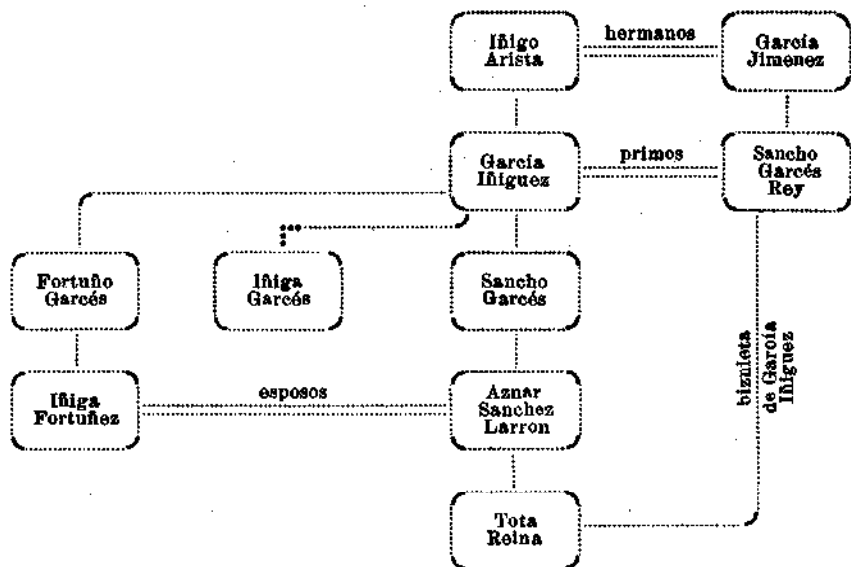 Iñigo
Arista
hermanos
García
Jimenez
García
Iñiguez
primos
Sancho
Garcés
Rey
Fortuño
Garcés
Iñiga
Garcés
Sancho
Garcés
bizuieta
de García
Iñiguez
Iñiga
Fortuñez
esposos
Aznar
Sanchez
Larron
Tota
Reina